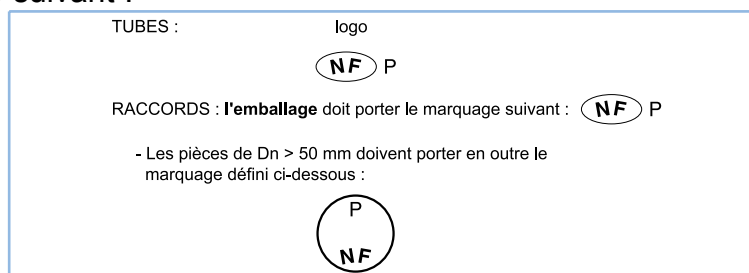 suivant :
TUBES : logo
NF P
RACCORDS : l'emballage doit porter le marquage suivant : NF P
- Les pièces de Dn > 50 mm doivent porter en outre le
marquage défini ci-dessous :
P
NF